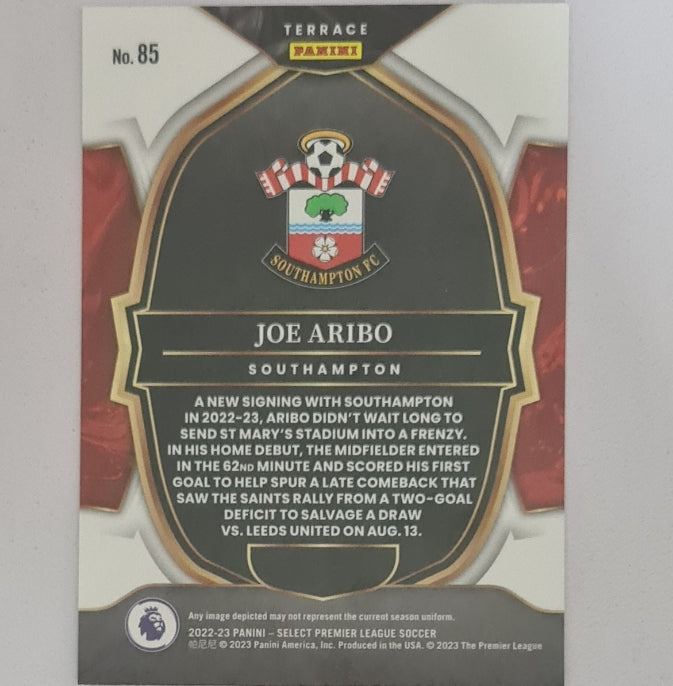 TERRACE
No. 85
PANINI
SOUTHAMPTON FC
JOE ARIBO
SOUTHAMPTON
A NEW SIGNING WITH SOUTHAMPTON
IN 2022-23, ARIBO DIDN'T WAIT LONG TO
SEND ST MARY'S STADIUM INTO A FRENZY.
IN HIS HOME DEBUT, THE MIDFIELDER ENTERED
IN THE 62ND MINUTE AND SCORED HIS FIRST
GOAL TO HELP SPUR A LATE COMEBACK THAT
SAW THE SAINTS RALLY FROM A TWO-GOAL
DEFICIT TO SALVAGE A DRAW
VS. LEEDS UNITED ON AUG. 13.
Any image depicted may not represent the current season uniform.
2022-23 PANINI – SELECT PREMIER LEAGUE SOCCER
帕尼尼 © 2023 Panini America, Inc. Produced in the USA. © 2023 The Premier League